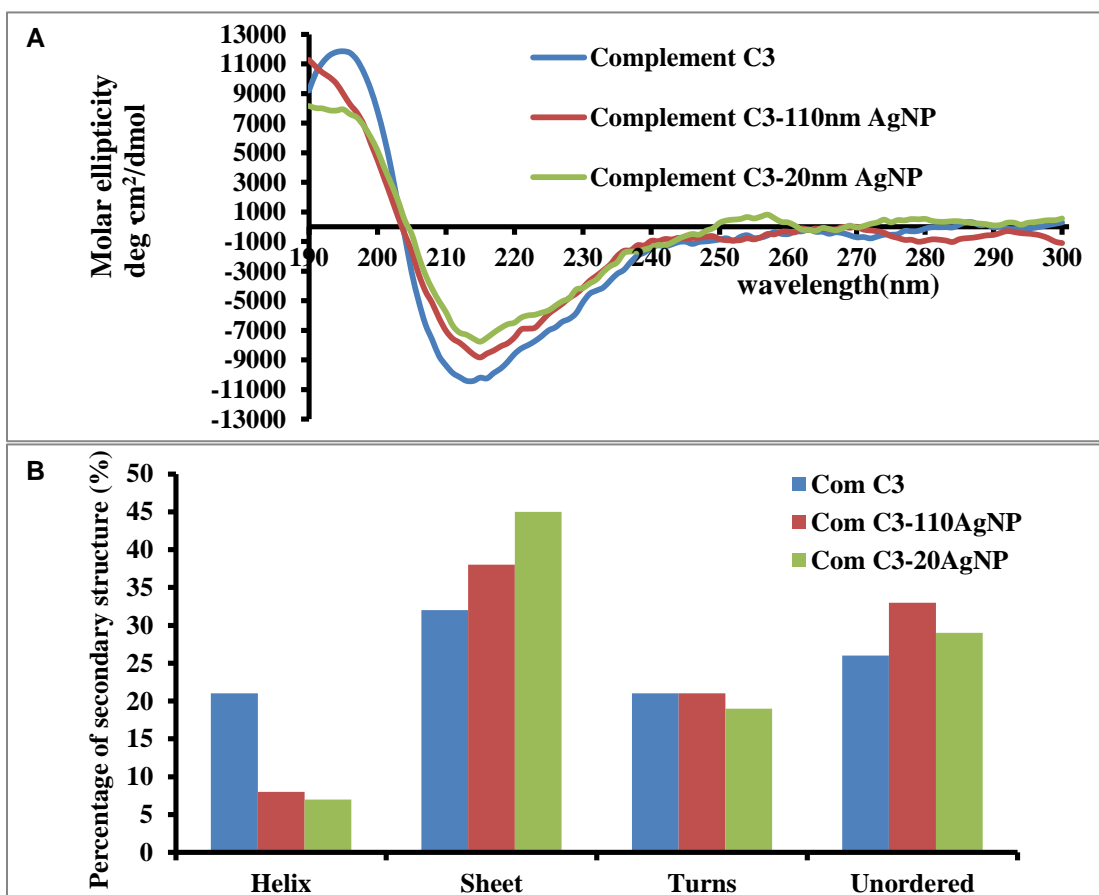 A
Molar ellipticity
deg cm²/dmol
13000
11000
9000
7000
5000
3000
1000
-1000
-3000
-5000
-7000
-9000
-11000
-13000
Complement C3
Complement C3-110nm AgNP
Complement C3-20nm AgNP
190 200 210 220 230 240 250 260 270 280 290 300
wavelength(nm)
B
Percentage of secondary structure (%)
50
45
40
35
30
25
20
15
10
5
0
Com C3
Com C3-110AgNP
Com C3-20AgNP
Helix Sheet Turns Unordered